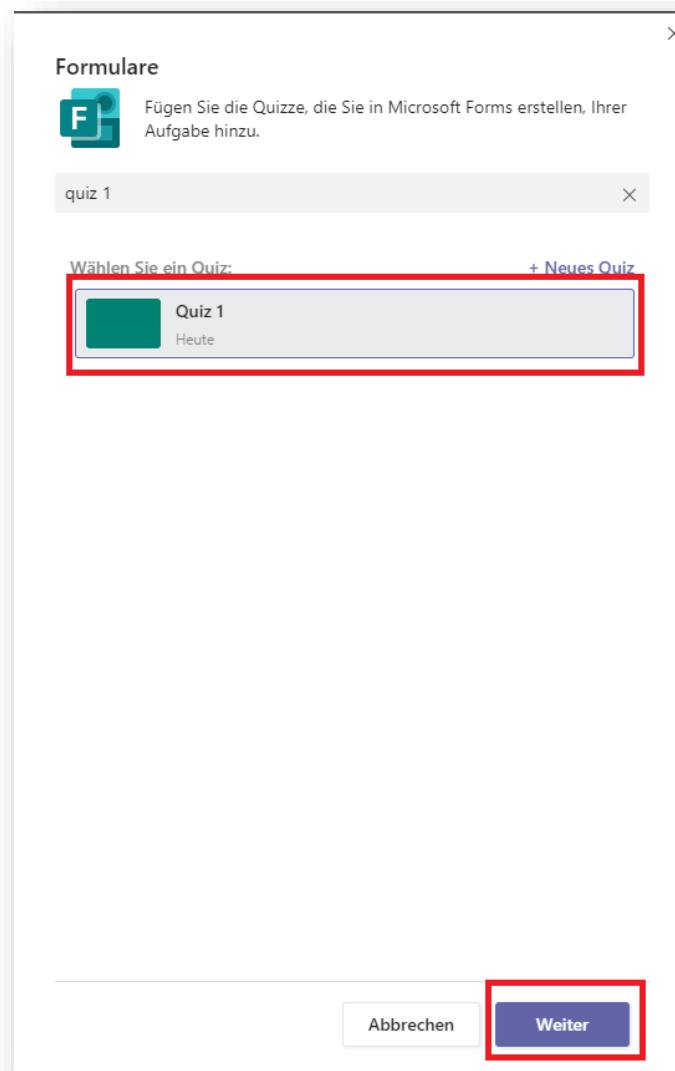 Formulare
F
Fügen Sie die Quizze, die Sie in Microsoft Forms erstellen, Ihrer
Aufgabe hinzu.
quiz 1
Wählen Sie ein Quiz:
+ Neues Quiz
Quiz 1
Heute
Abbrechen
Weiter